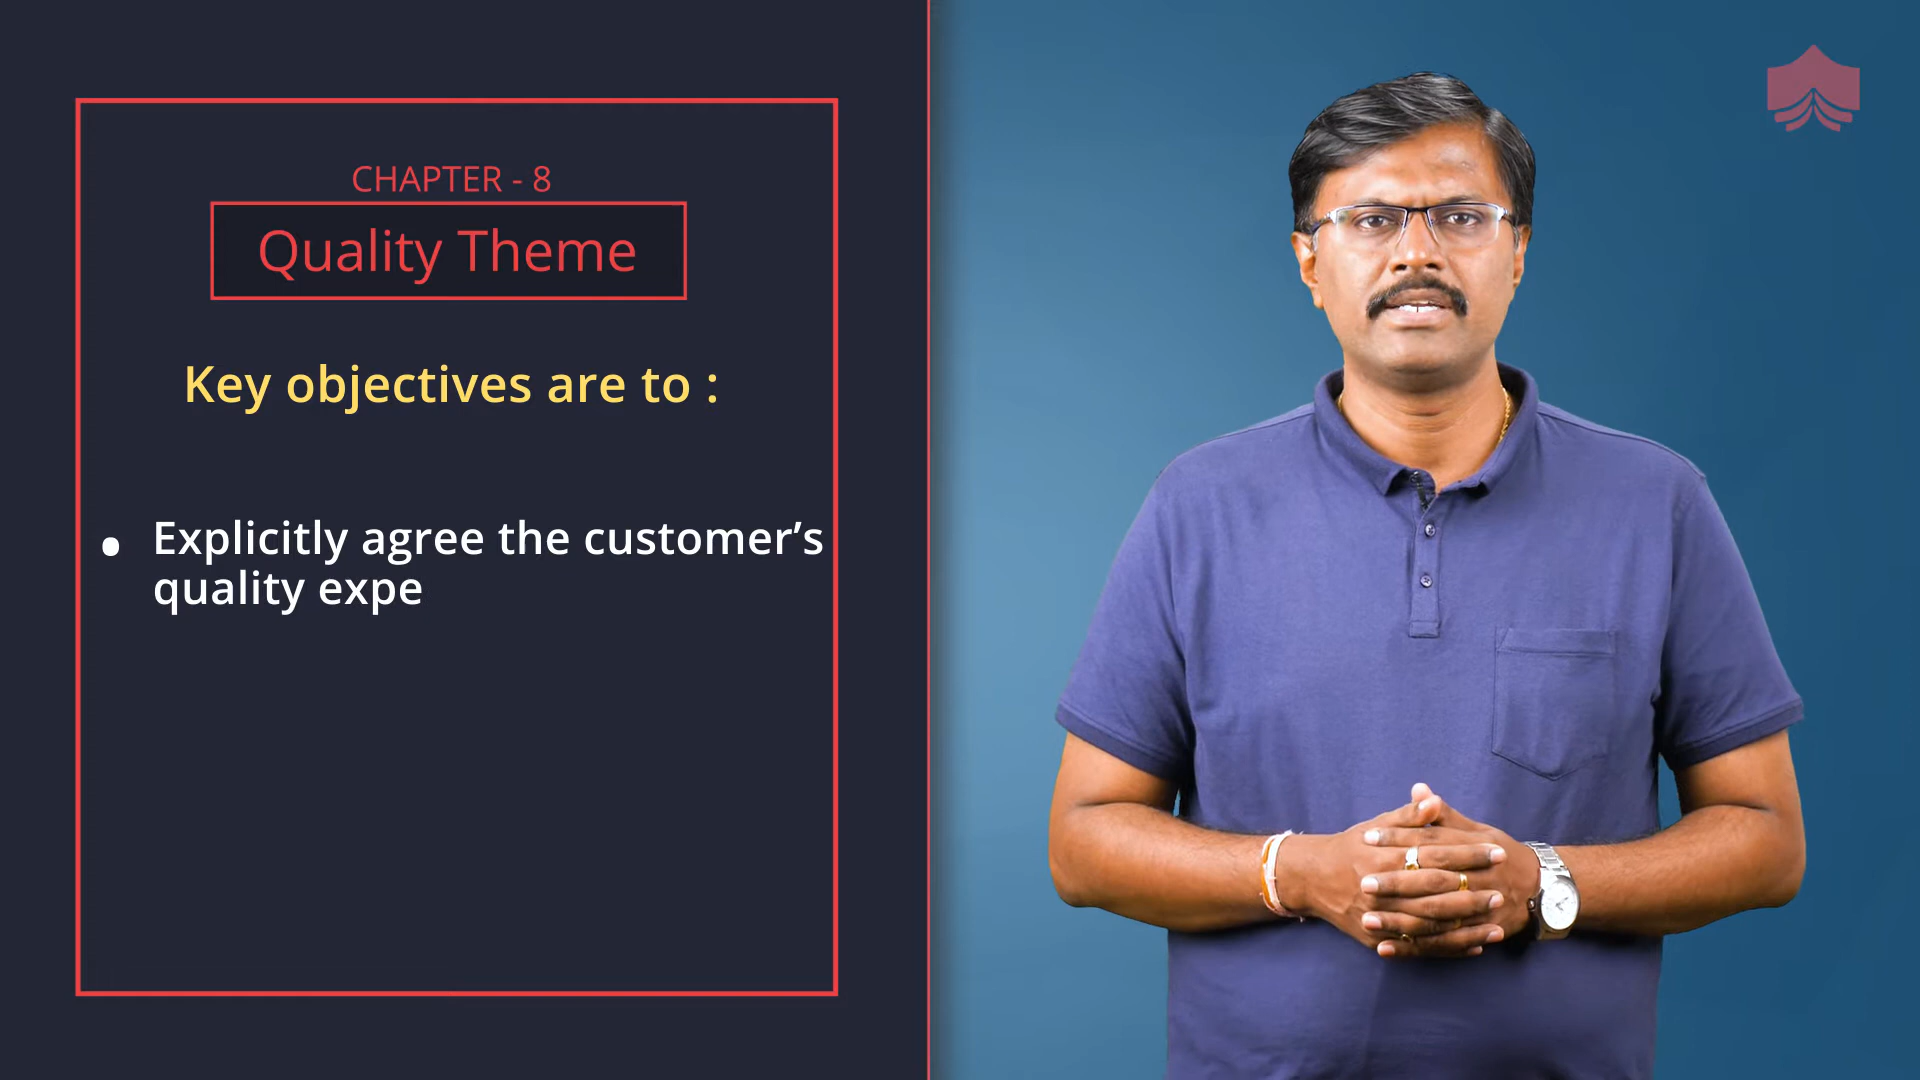 CHAPTER - 8
Quality Theme
Key objectives are to :
• Explicitly agree the customer’s
quality expe